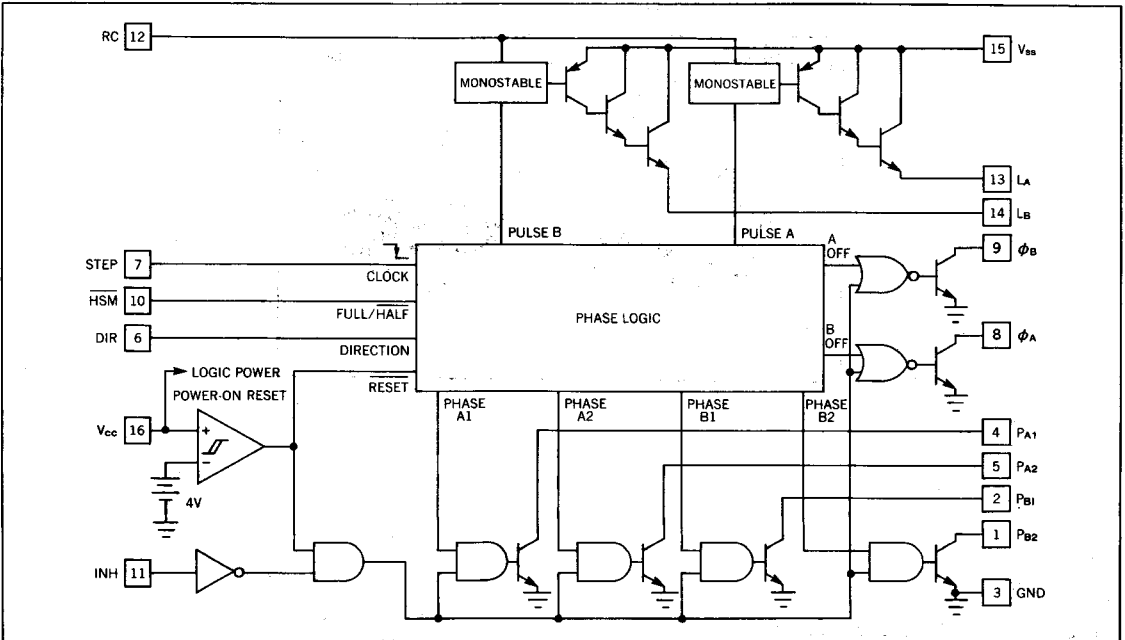 RC 12
15 Vss
MONOSTABLE
MONOSTABLE
13 LA
14 LB
PULSE B
PULSE A
A OFF
9 ϕB
STEP 7
CLOCK
HSM 10
FULL/HALF
PHASE LOGIC
DIR 6
DIRECTION
B OFF
8 ϕA
LOGIC POWER
RESET
POWER-ON RESET
PHASE A1
PHASE A2
PHASE B1
PHASE B2
Vcc 16
+
−
4V
4 PA1
5 PA2
2 PB1
1 PB2
INH 11
3 GND